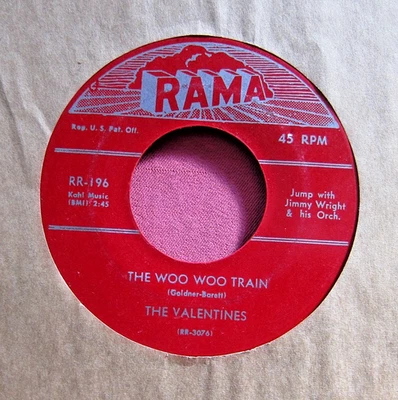 RAMA
Reg. U. S. Pat. Off.
45 RPM
RR-196
Kahl Music
(BMI) 2:45
Jump with
Jimmy Wright
& his Orch.
THE WOO WOO TRAIN
(Goldner-Barett)
THE VALENTINES
(RR-3076)